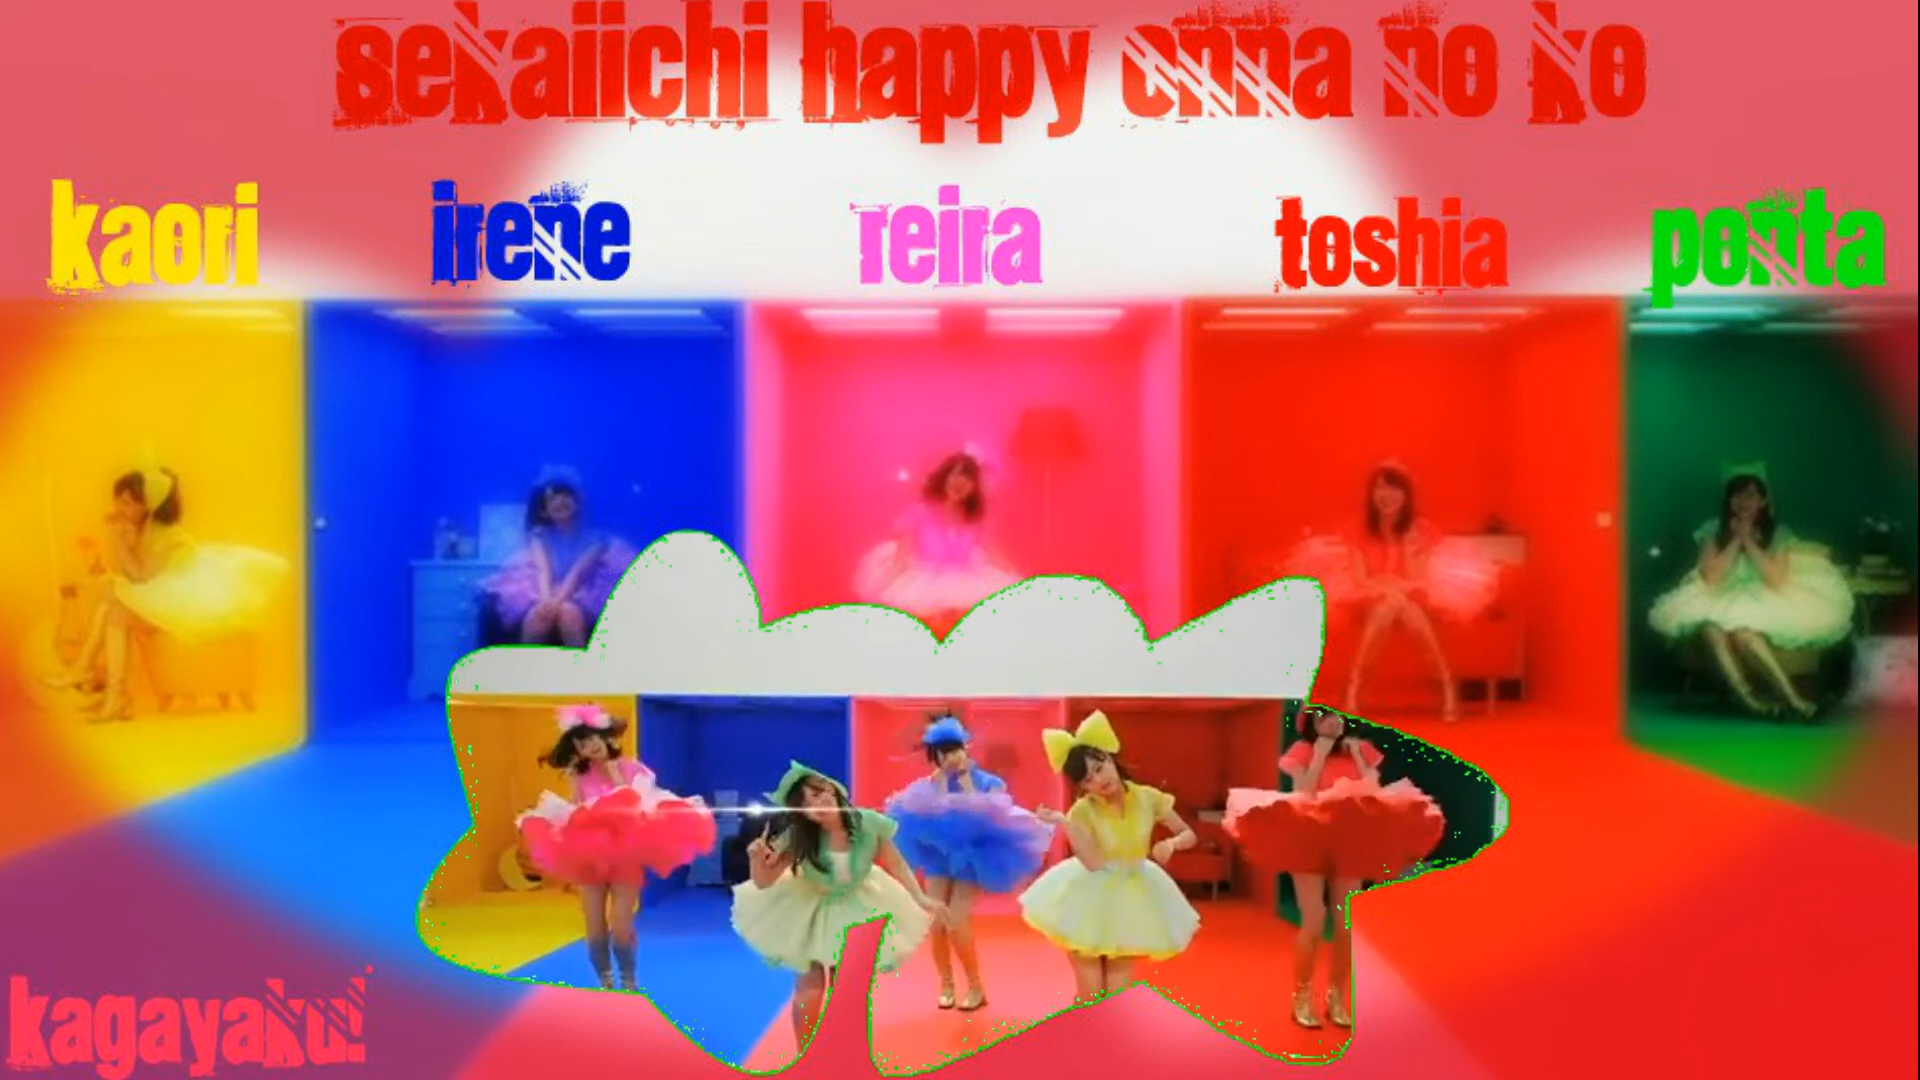 sekaiichi happy onna no ko
kaori irene reira toshia ponta
kagayaku!